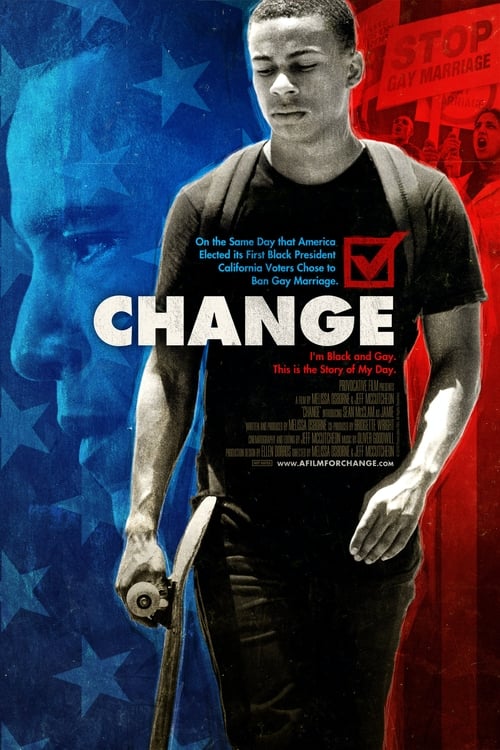 STOP
GAY MARRIAGE
MARRIAGE
On the Same Day that America
Elected its First Black President
California Voters Chose to
Ban Gay Marriage.
CHANGE
I'm Black and Gay.
This is the Story of My Day.
PROVOCATIVE FILM PRESENTS
A FILM BY MELISSA OSBORNE & JEFF MCCUTCHEON
"CHANGE" INTRODUCING SEAN MCCLAM AS JAMIE
WRITTEN AND PRODUCED BY MELISSA OSBORNE CO-PRODUCED BY BRIDGETTE WRIGHT
CINEMATOGRAPHY AND EDITING BY JEFF MCCUTCHEON MUSIC BY OLIVER GOODWILL
PRODUCTION DESIGN BY ELLEN DORROS DIRECTED BY MELISSA OSBORNE & JEFF MCCUTCHEON
WWW.AFILMFORCHANGE.COM